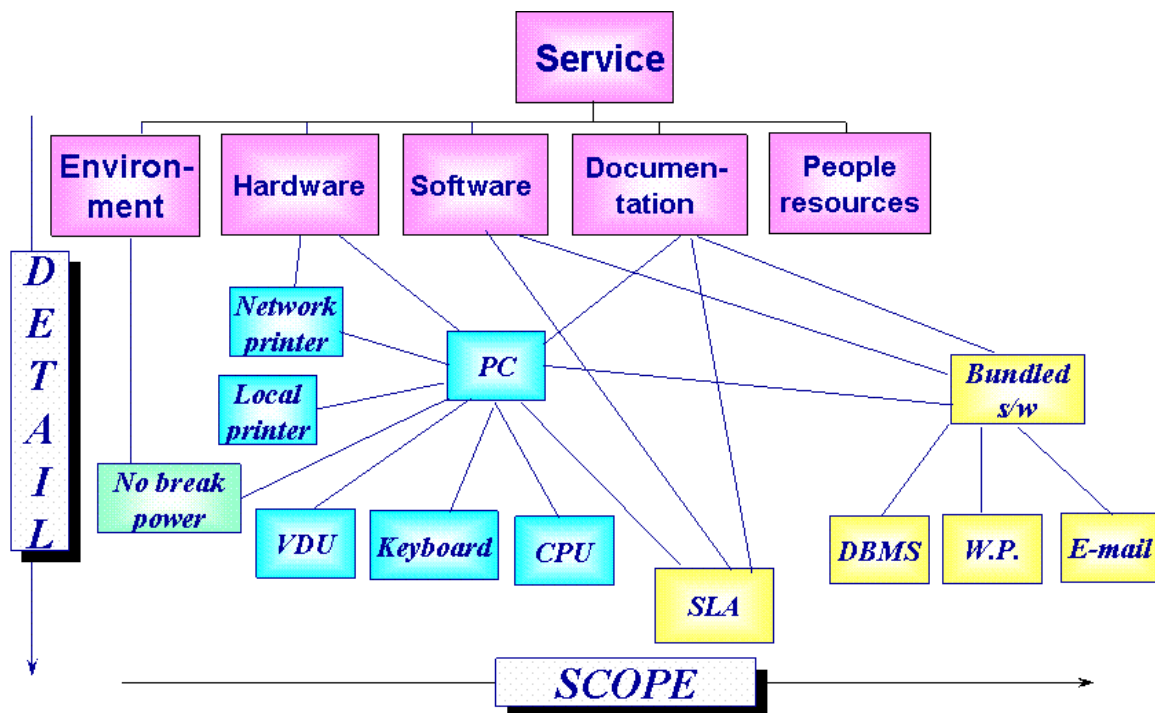 Service
Environ-
ment
Hardware
Software
Documen-
tation
People
resources
DETAIL
Network
printer
PC
Bundled
s/w
Local
printer
No break
power
VDU
Keyboard
CPU
DBMS
W.P.
E-mail
SLA
SCOPE